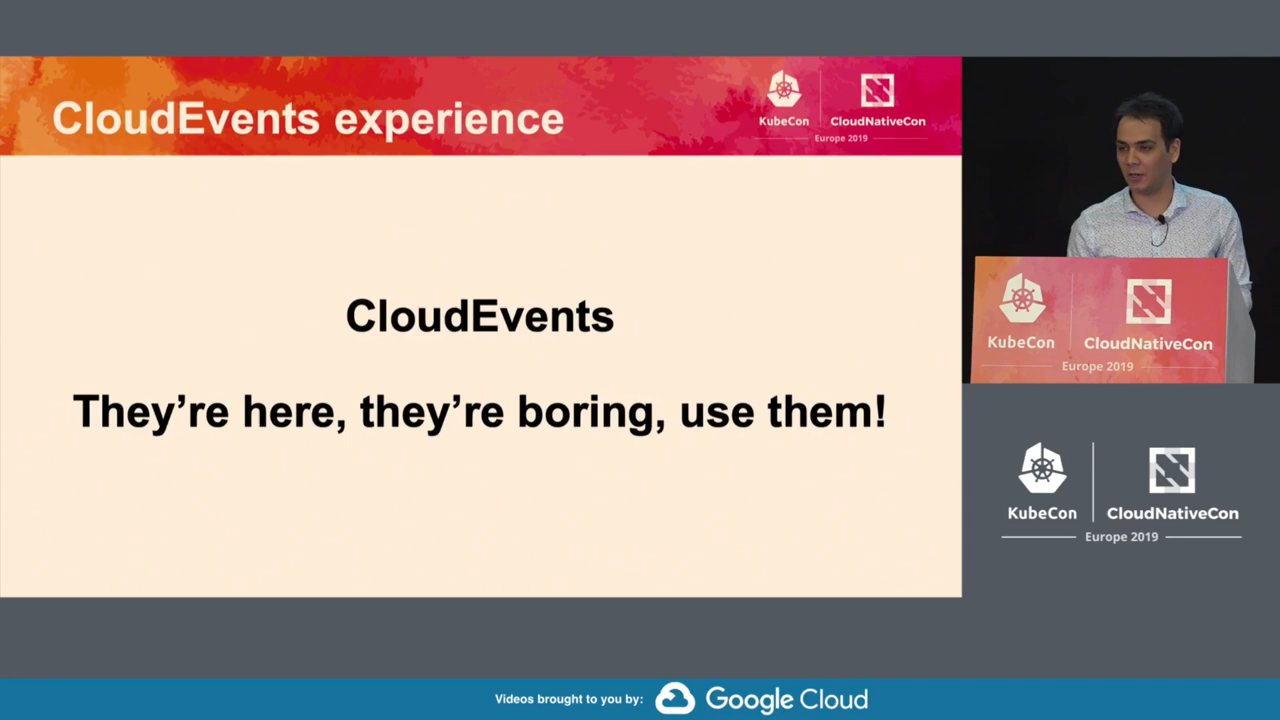 CloudEvents experience
KubeCon
CloudNativeCon
Europe 2019
CloudEvents
They're here, they're boring, use them!
KubeCon
CloudNativeCon
Europe 2019
KubeCon
CloudNativeCon
Europe 2019
Videos brought to you by:
Google Cloud